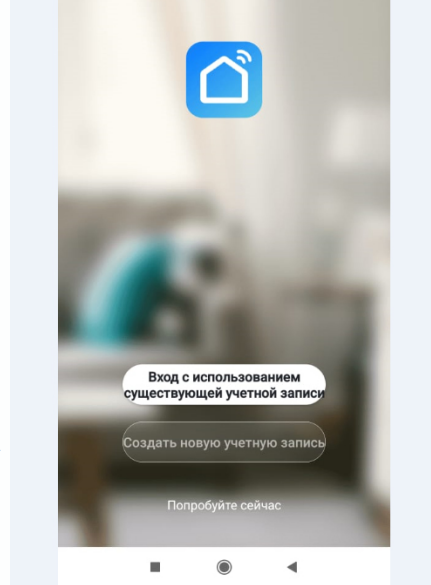 Вход с использованием
существующей учетной записи
Создать новую учетную запись
Попробуйте сейчас